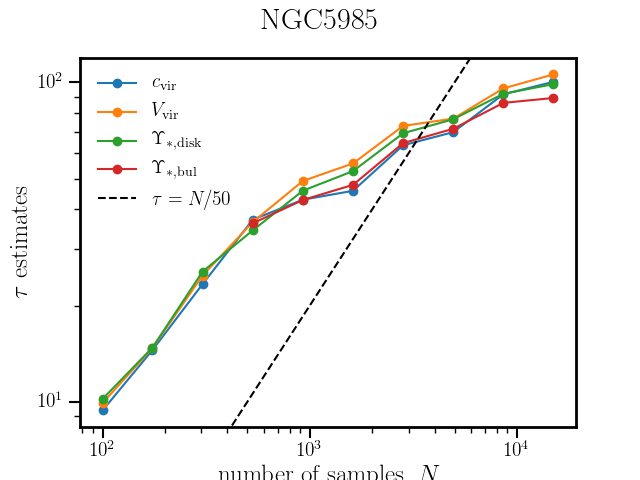 NGC5985
10²
10¹
τ estimates
c_vir
V_vir
Υ_*,disk
Υ_*,bul
τ = N/50
10² 10³ 10⁴
number of samples, N